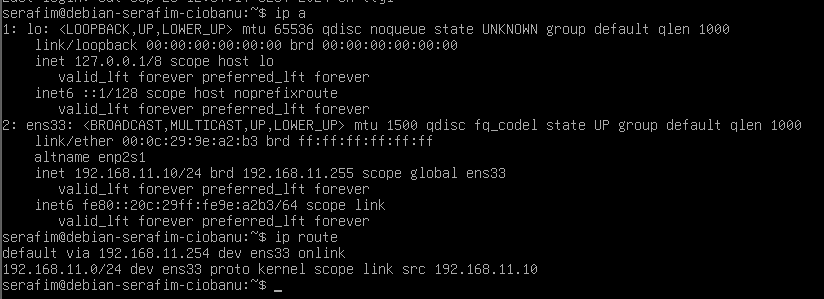 serafim@debian-serafim-ciobanu:~$ ip a
1: lo: <LOOPBACK,UP,LOWER_UP> mtu 65536 qdisc noqueue state UNKNOWN group default qlen 1000
    link/loopback 00:00:00:00:00:00 brd 00:00:00:00:00:00
    inet 127.0.0.1/8 scope host lo
       valid_lft forever preferred_lft forever
    inet6 ::1/128 scope host noprefixroute
       valid_lft forever preferred_lft forever
2: ens33: <BROADCAST,MULTICAST,UP,LOWER_UP> mtu 1500 qdisc fq_codel state UP group default qlen 1000
    link/ether 00:0c:29:9e:a2:b3 brd ff:ff:ff:ff:ff:ff
    altname enp2s1
    inet 192.168.11.10/24 brd 192.168.11.255 scope global ens33
       valid_lft forever preferred_lft forever
    inet6 fe80::20c:29ff:fe9e:a2b3/64 scope link
       valid_lft forever preferred_lft forever
serafim@debian-serafim-ciobanu:~$ ip route
default via 192.168.11.254 dev ens33 onlink
192.168.11.0/24 dev ens33 proto kernel scope link src 192.168.11.10
serafim@debian-serafim-ciobanu:~$ _